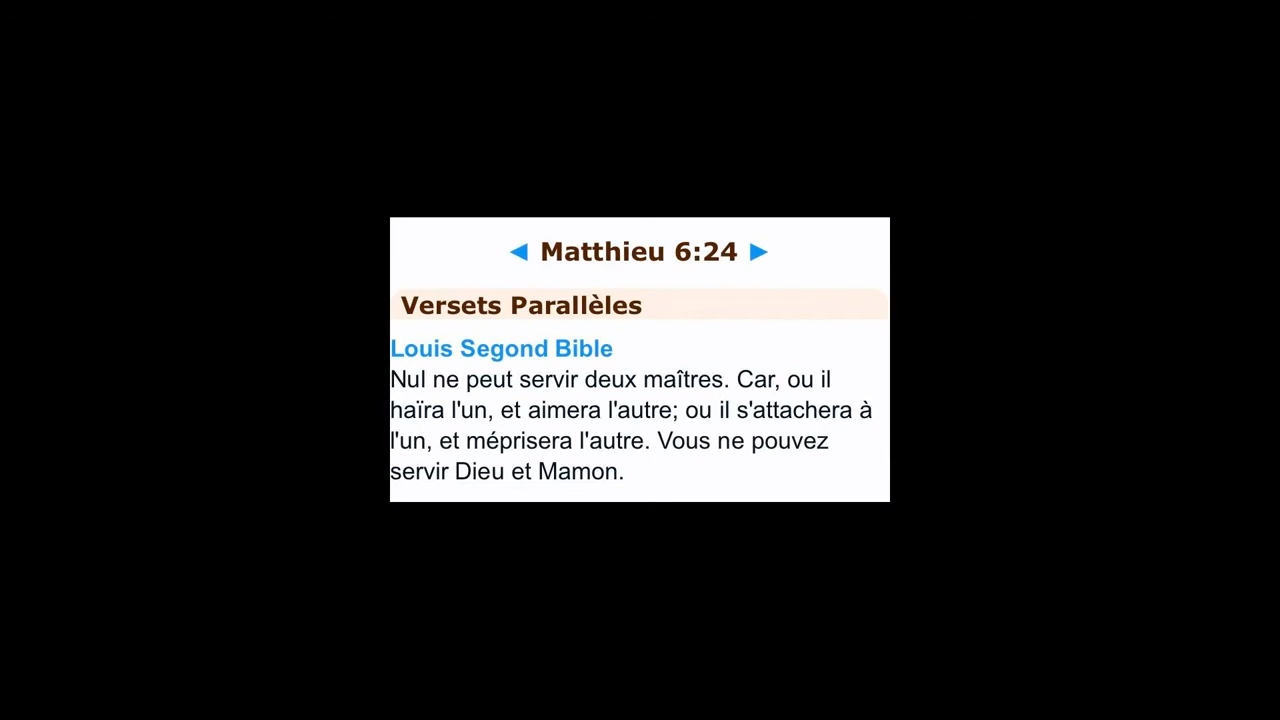 ◄ Matthieu 6:24 ►
Versets Parallèles
Louis Segond Bible
Nul ne peut servir deux maîtres. Car, ou il
haïra l'un, et aimera l'autre; ou il s'attachera à
l'un, et méprisera l'autre. Vous ne pouvez
servir Dieu et Mamon.